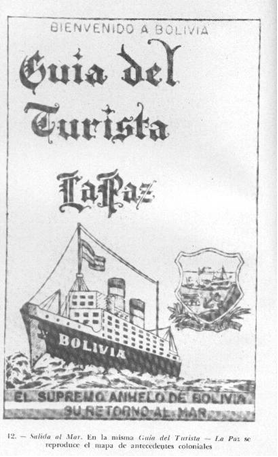 BIENVENIDO A BOLIVIA
Guia del
Turista
La Paz
BOLIVIA
EL SUPREMO ANHELO DE BOLIVIA
SU RETORNO AL MAR
12. — Salida al Mar. En la misma Guía del Turista — La Paz se
reproduce el mapa de antecedentes coloniales